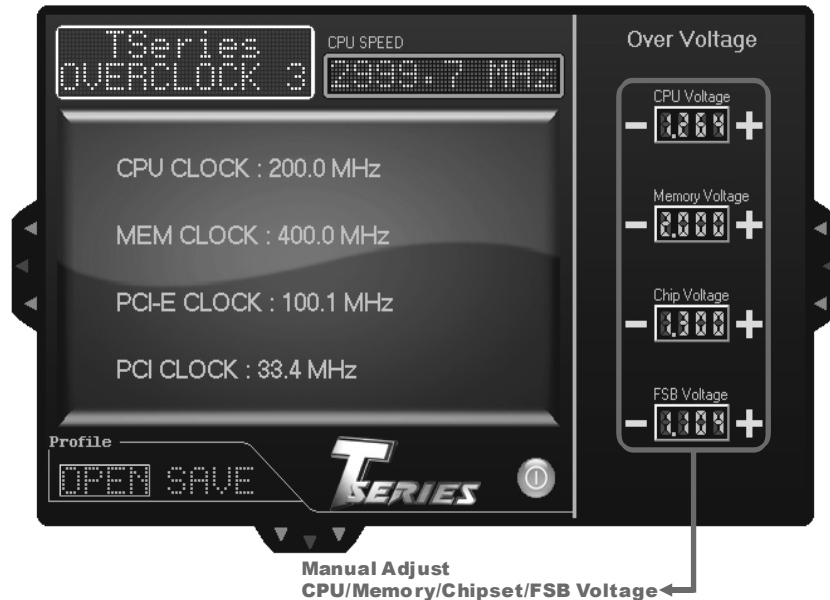 TSeries
OVERCLOCK 3
CPU SPEED
2999.7 MHz
CPU CLOCK : 200.0 MHz
MEM CLOCK : 400.0 MHz
PCI-E CLOCK : 100.1 MHz
PCI CLOCK : 33.4 MHz
Profile
OPEN SAVE
TSERIES
Over Voltage
CPU Voltage
- +
Memory Voltage
- 2.000 +
Chip Voltage
- +
FSB Voltage
- +
Manual Adjust
CPU/Memory/Chipset/FSB Voltage